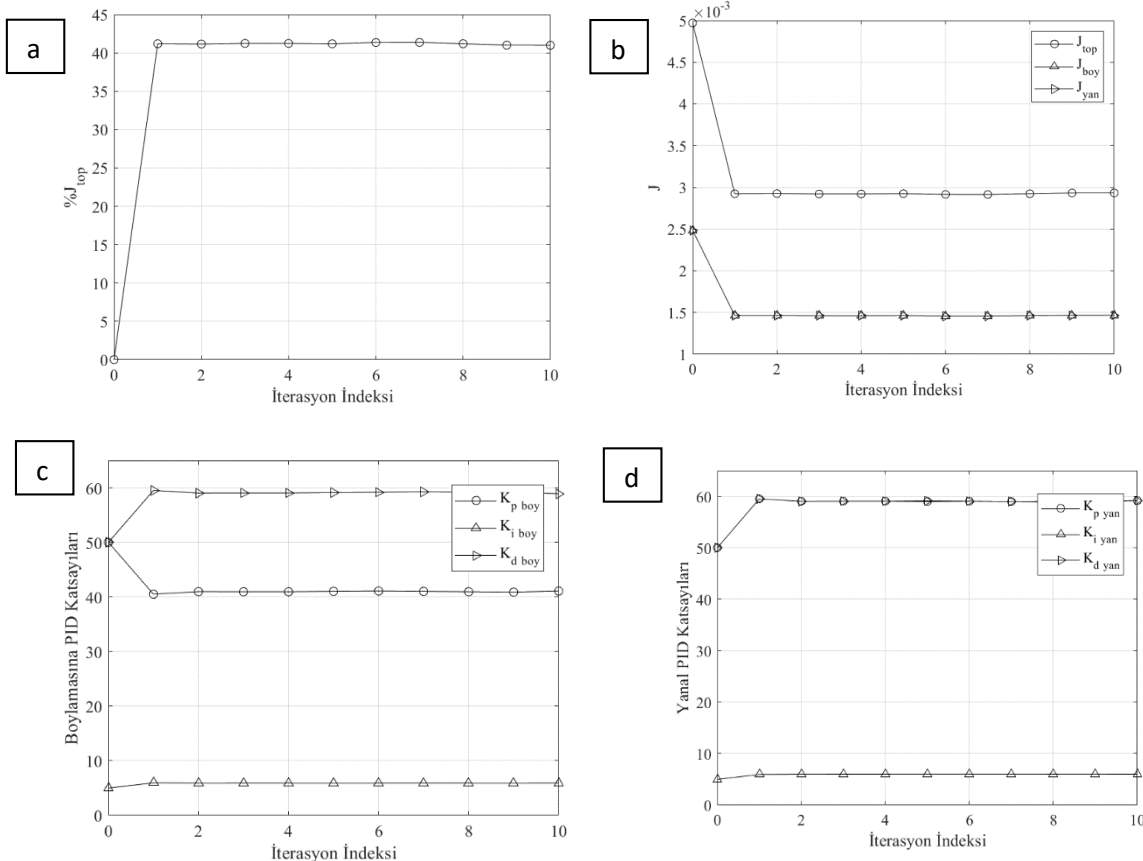 a
45
40
35
30
25
20
15
10
5
0
%J_top
0 2 4 6 8 10
İterasyon İndeksi
b
×10⁻³
5
4.5
4
3.5
3
2.5
2
1.5
1
J
J_top
J_boy
J_yan
0 2 4 6 8 10
İterasyon İndeksi
c
60
50
40
30
20
10
0
Boylamasına PID Katsayıları
K_p boy
K_i boy
K_d boy
0 2 4 6 8 10
İterasyon İndeksi
d
60
50
40
30
20
10
0
Yanal PID Katsayıları
K_p yan
K_i yan
K_d yan
0 2 4 6 8 10
İterasyon İndeksi